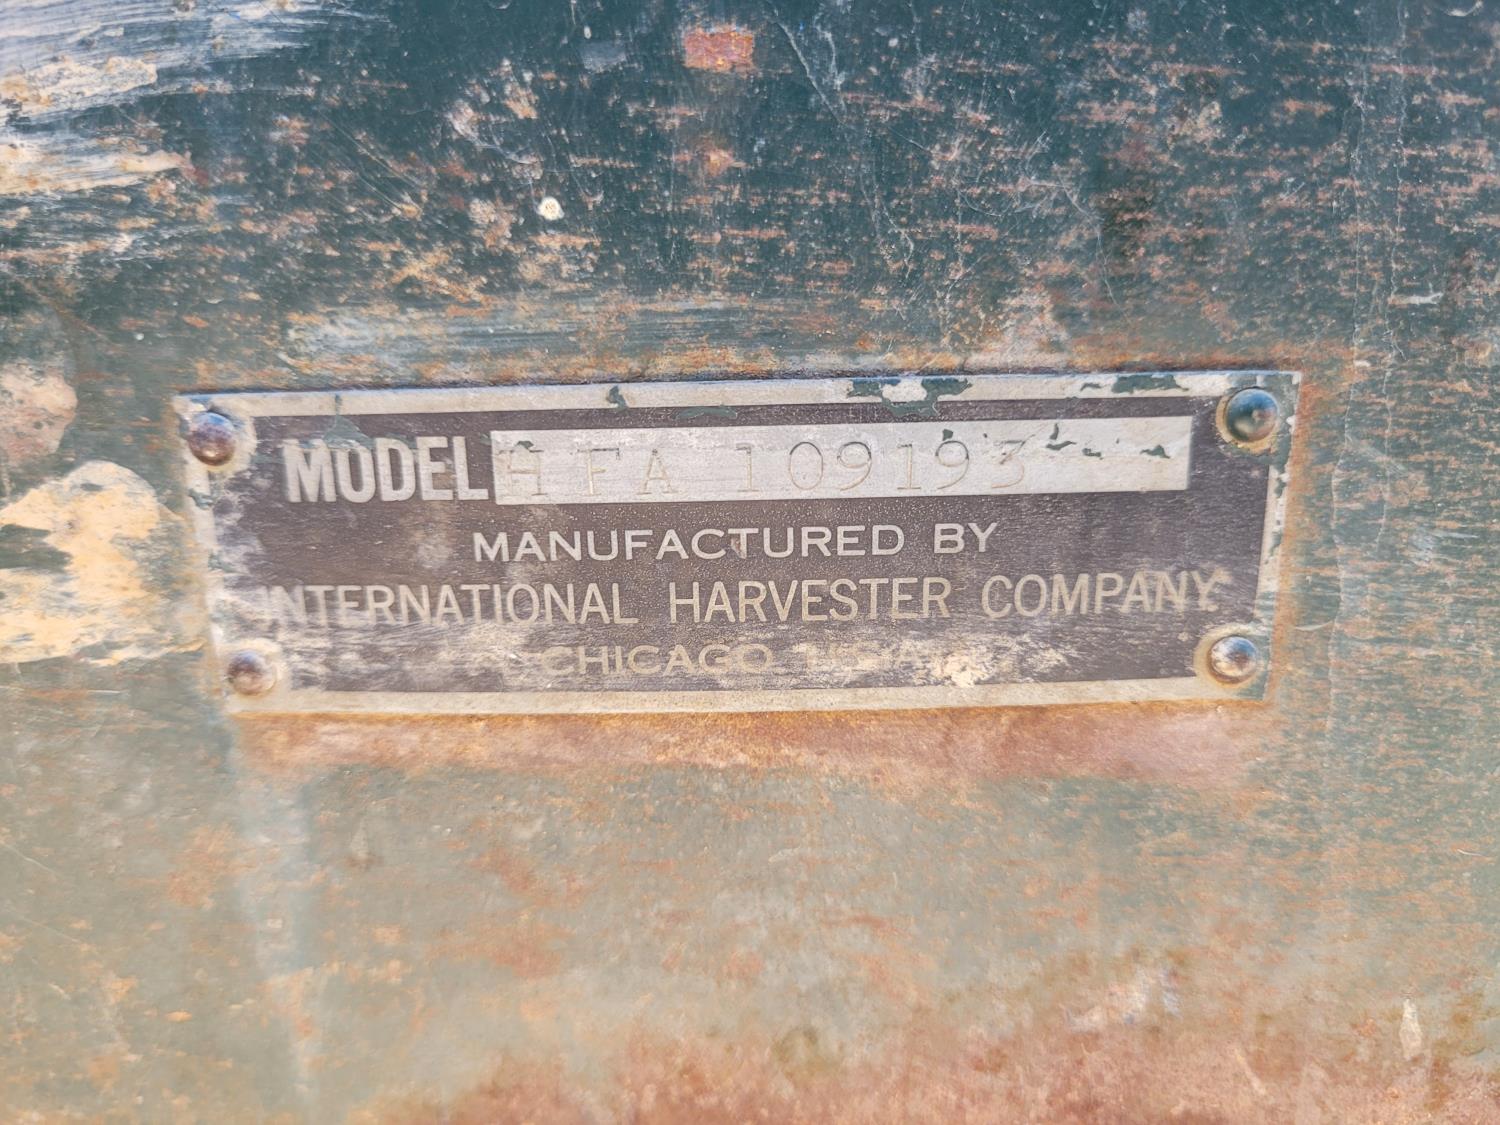 MODEL HFA 109193
MANUFACTURED BY
INTERNATIONAL HARVESTER COMPANY
CHICAGO U.S.A.